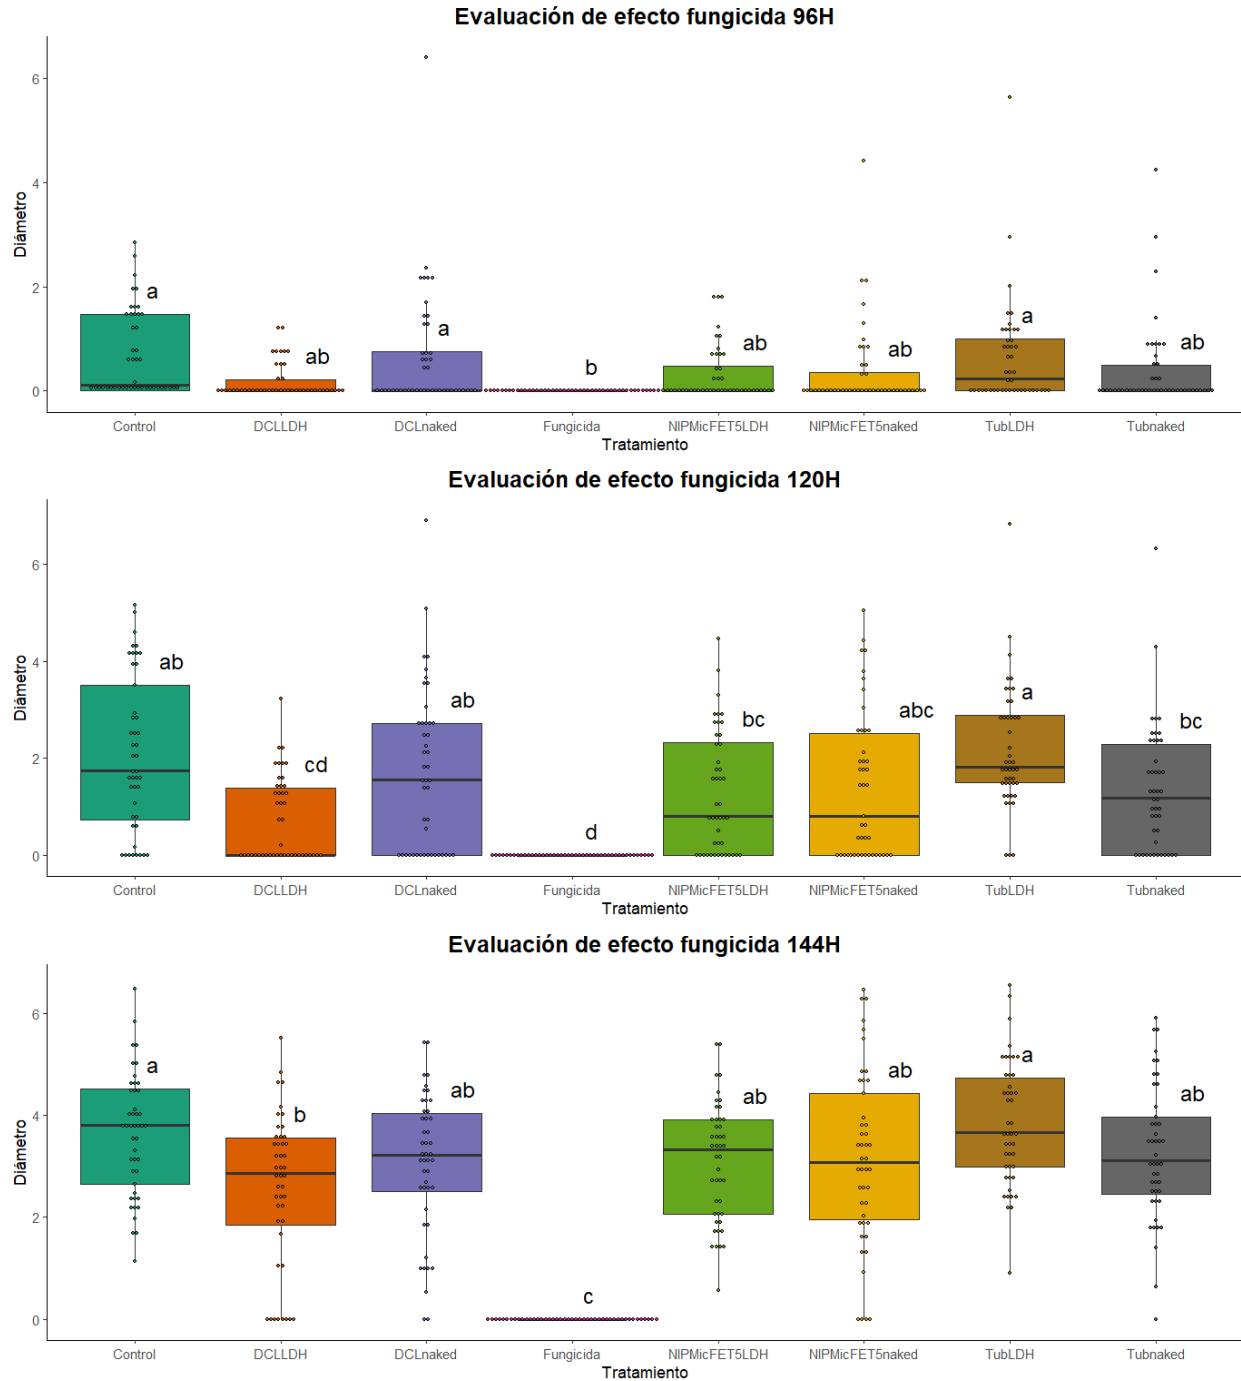 Evaluación de efecto fungicida 96H
Diámetro
6
4
2
0
a
ab
a
b
ab
ab
a
ab
Control DCLLDH DCLnaked Fungicida NIPMicFET5LDH NIPMicFET5naked TubLDH Tubnaked
Tratamiento
Evaluación de efecto fungicida 120H
Diámetro
6
4
2
0
ab
cd
ab
d
bc
abc
a
bc
Control DCLLDH DCLnaked Fungicida NIPMicFET5LDH NIPMicFET5naked TubLDH Tubnaked
Tratamiento
Evaluación de efecto fungicida 144H
Diámetro
6
4
2
0
a
b
ab
c
ab
ab
a
ab
Control DCLLDH DCLnaked Fungicida NIPMicFET5LDH NIPMicFET5naked TubLDH Tubnaked
Tratamiento